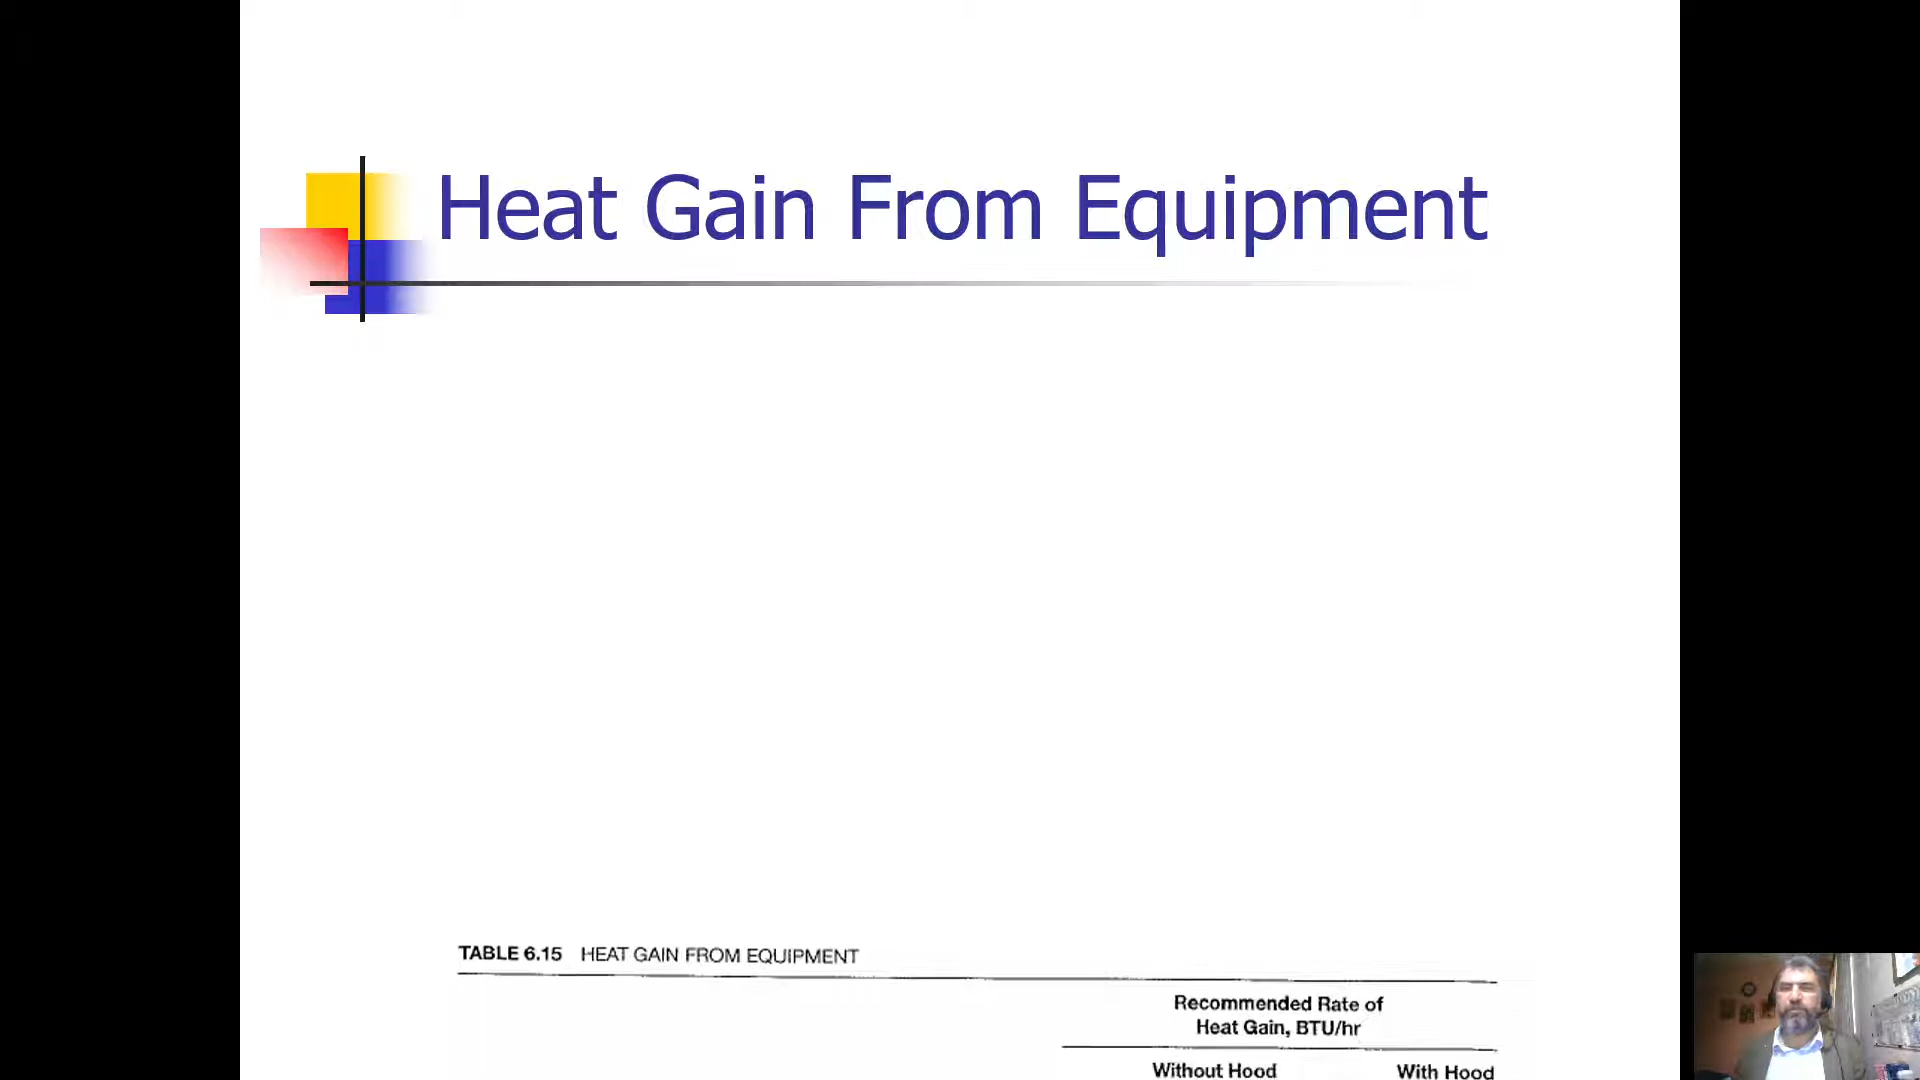 Heat Gain From Equipment
TABLE 6.15 HEAT GAIN FROM EQUIPMENT
Recommended Rate of
Heat Gain, BTU/hr
Without Hood With Hood